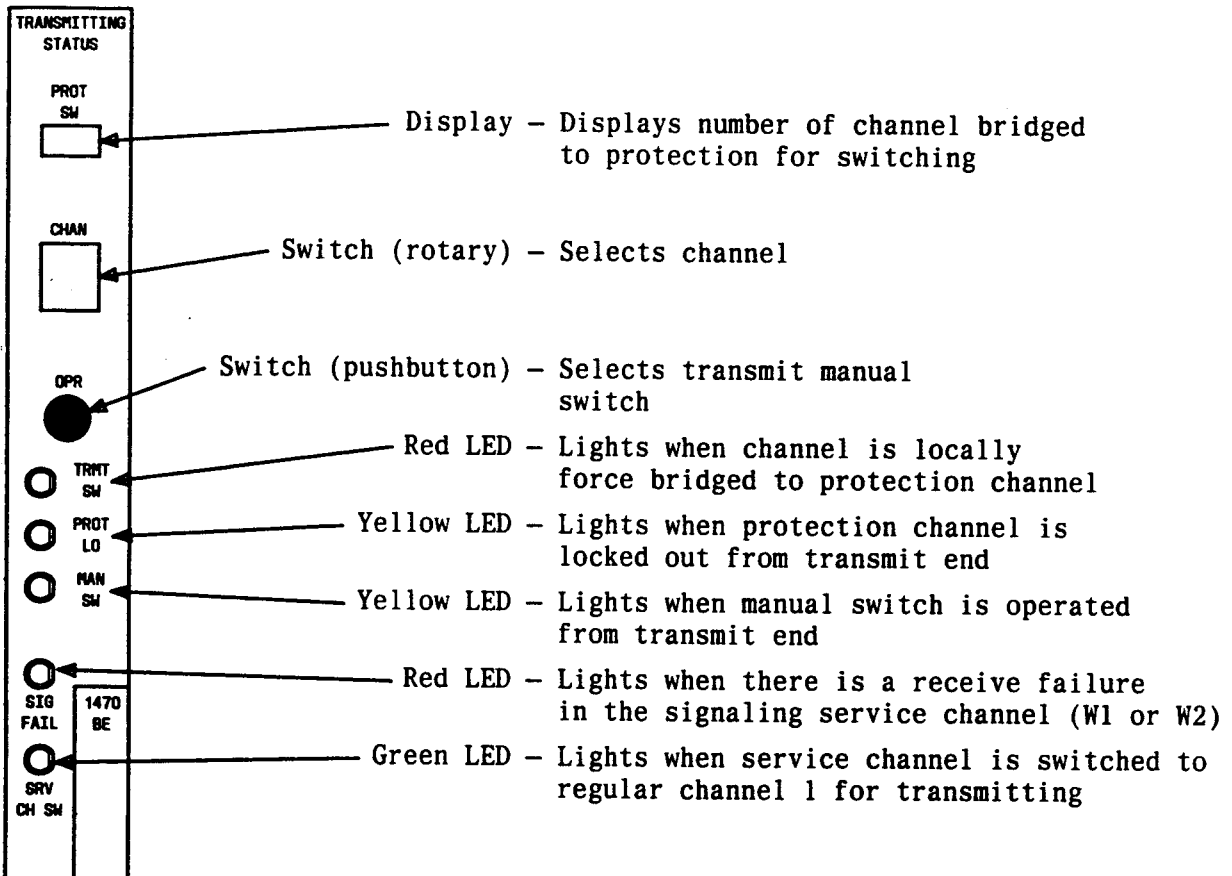 TRANSMITTING
STATUS
PROT
SW
Display – Displays number of channel bridged
to protection for switching
CHAN
Switch (rotary) – Selects channel
OPR
Switch (pushbutton) – Selects transmit manual
switch
TRMT
SW
Red LED – Lights when channel is locally
force bridged to protection channel
PROT
LO
Yellow LED – Lights when protection channel is
locked out from transmit end
MAN
SW
Yellow LED – Lights when manual switch is operated
from transmit end
SIG
FAIL
Red LED – Lights when there is a receive failure
in the signaling service channel (W1 or W2)
1470
BE
SRV
CH SW
Green LED – Lights when service channel is switched to
regular channel 1 for transmitting